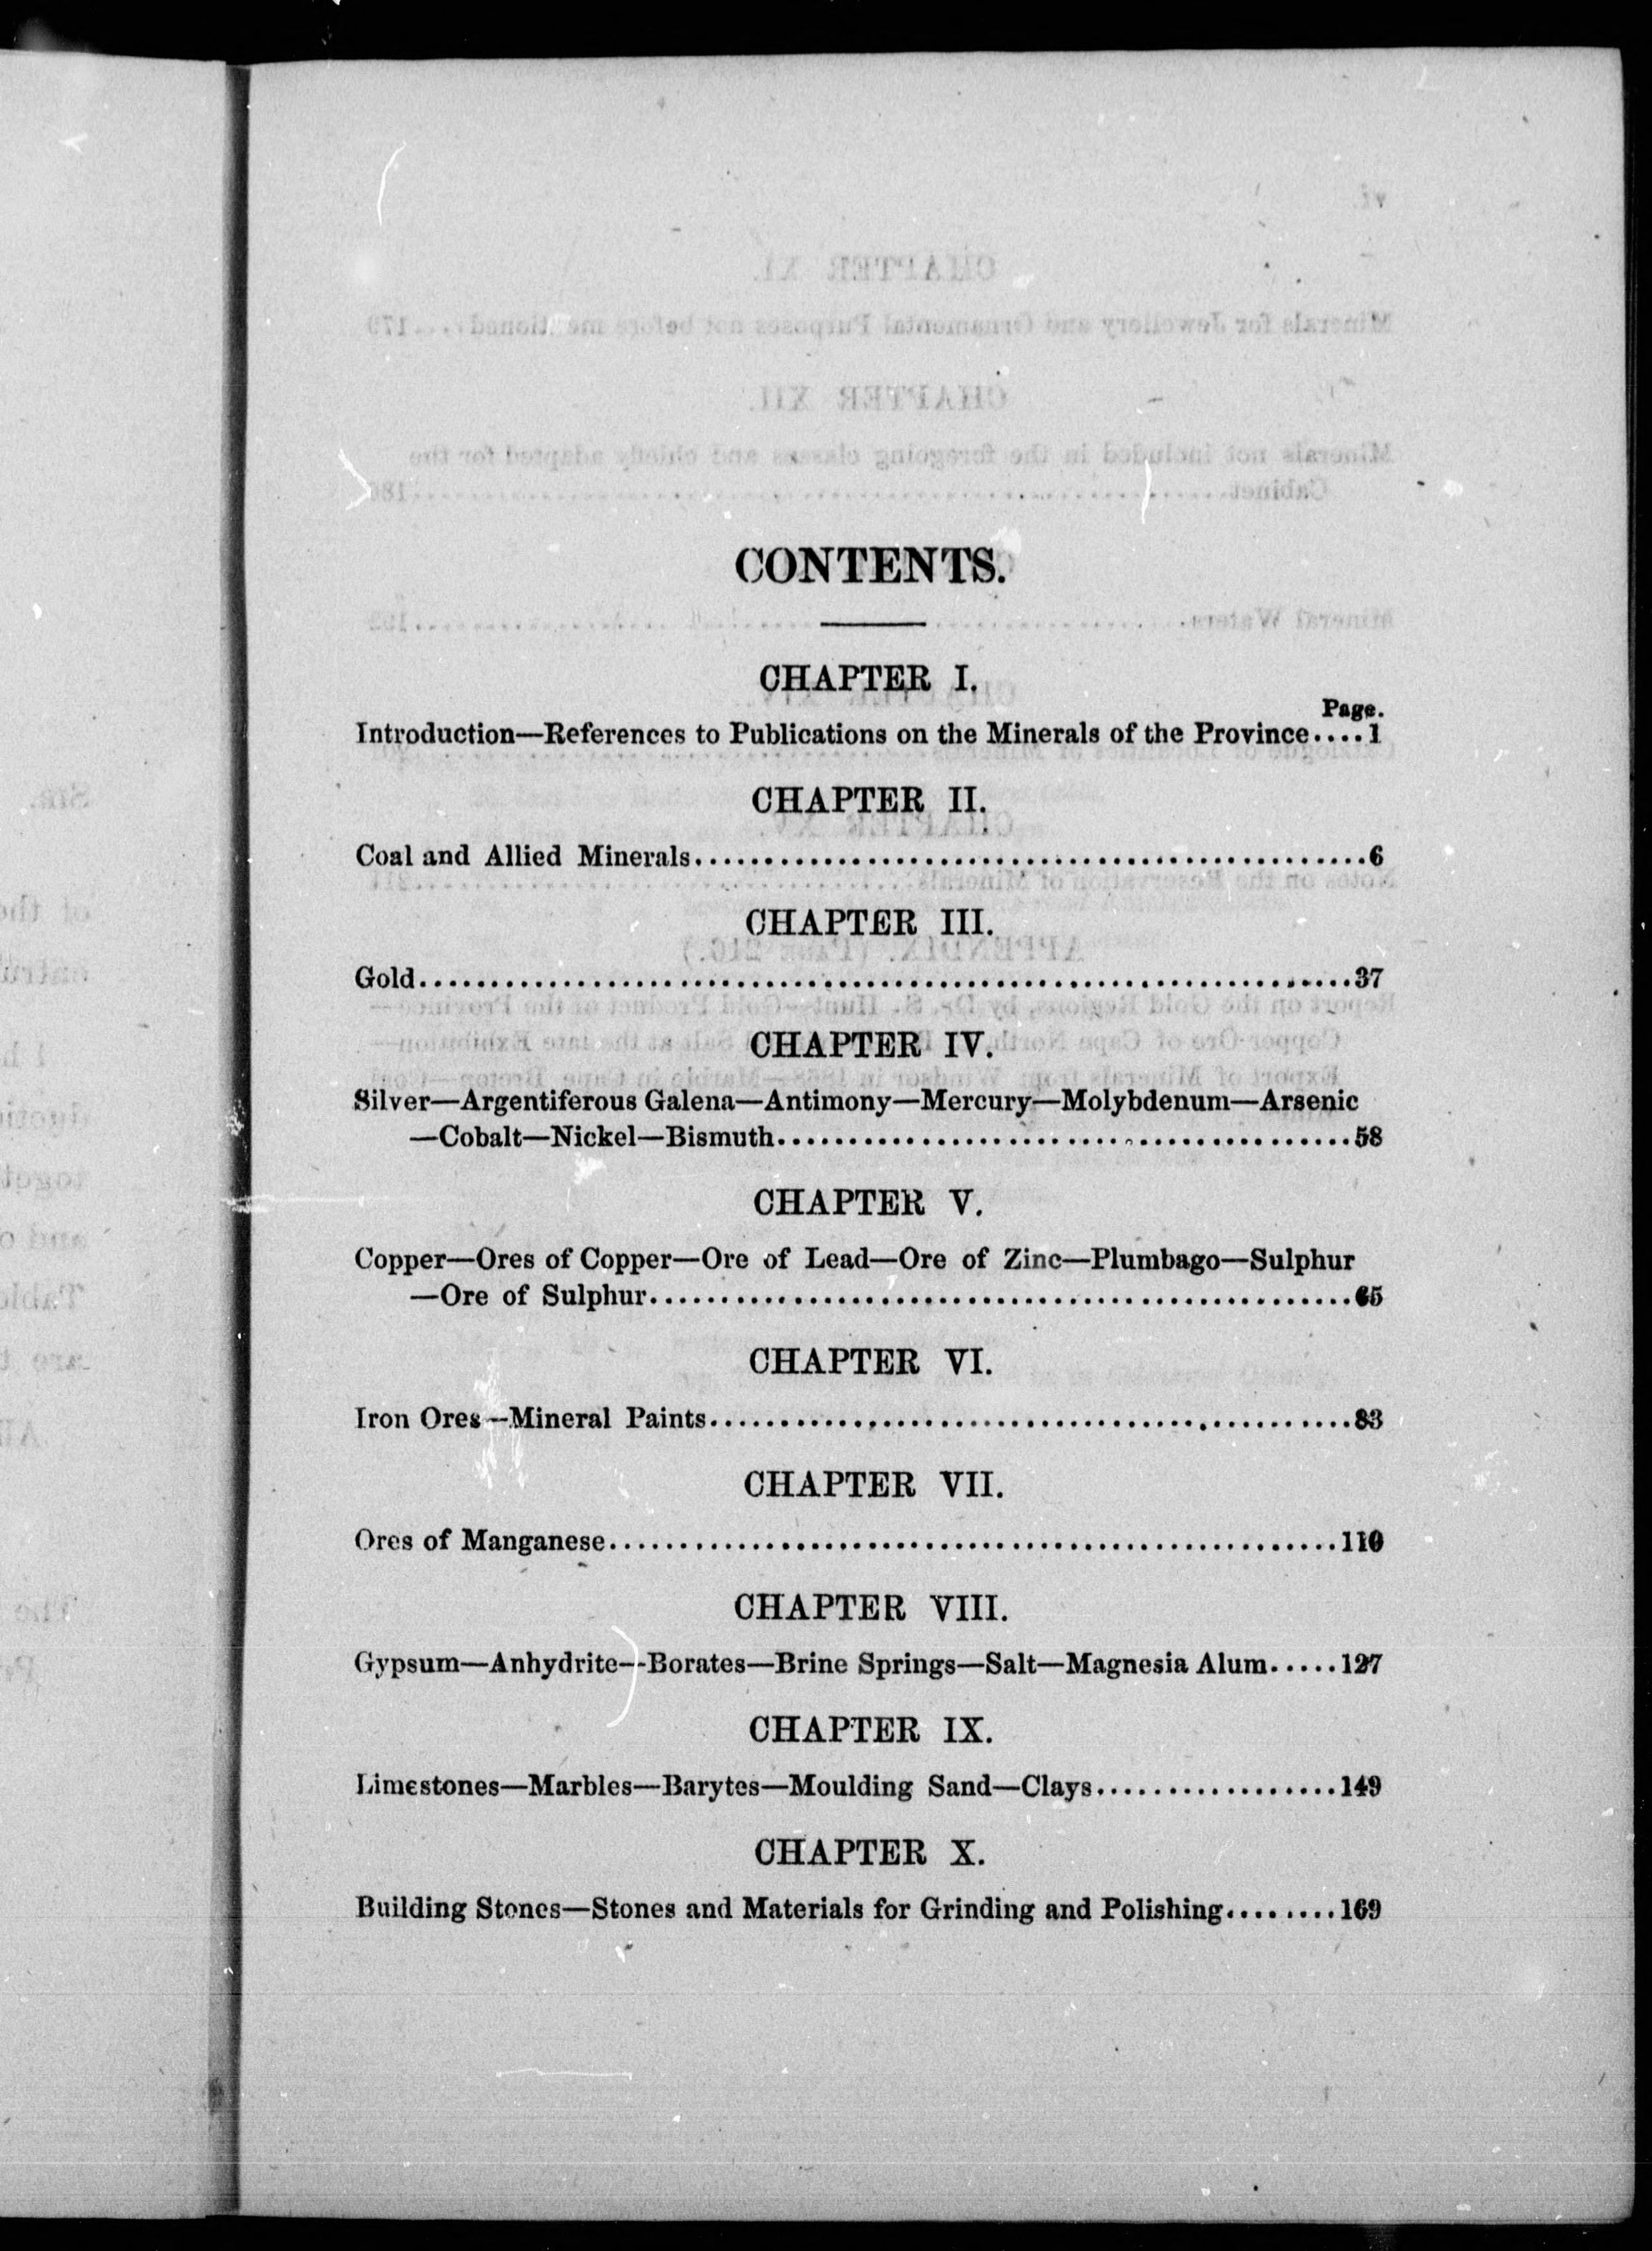 CONTENTS.
CHAPTER I.
Page.
Introduction—References to Publications on the Minerals of the Province....1
CHAPTER II.
Coal and Allied Minerals................................................6
CHAPTER III.
Gold..................................................................37
CHAPTER IV.
Silver—Argentiferous Galena—Antimony—Mercury—Molybdenum—Arsenic
—Cobalt—Nickel—Bismuth........................................58
CHAPTER V.
Copper—Ores of Copper—Ore of Lead—Ore of Zinc—Plumbago—Sulphur
—Ore of Sulphur.................................................65
CHAPTER VI.
Iron Ores—Mineral Paints.............................................83
CHAPTER VII.
Ores of Manganese...................................................110
CHAPTER VIII.
Gypsum—Anhydrite—Borates—Brine Springs—Salt—Magnesia Alum.....127
CHAPTER IX.
Limestones—Marbles—Barytes—Moulding Sand—Clays.................149
CHAPTER X.
Building Stones—Stones and Materials for Grinding and Polishing........169